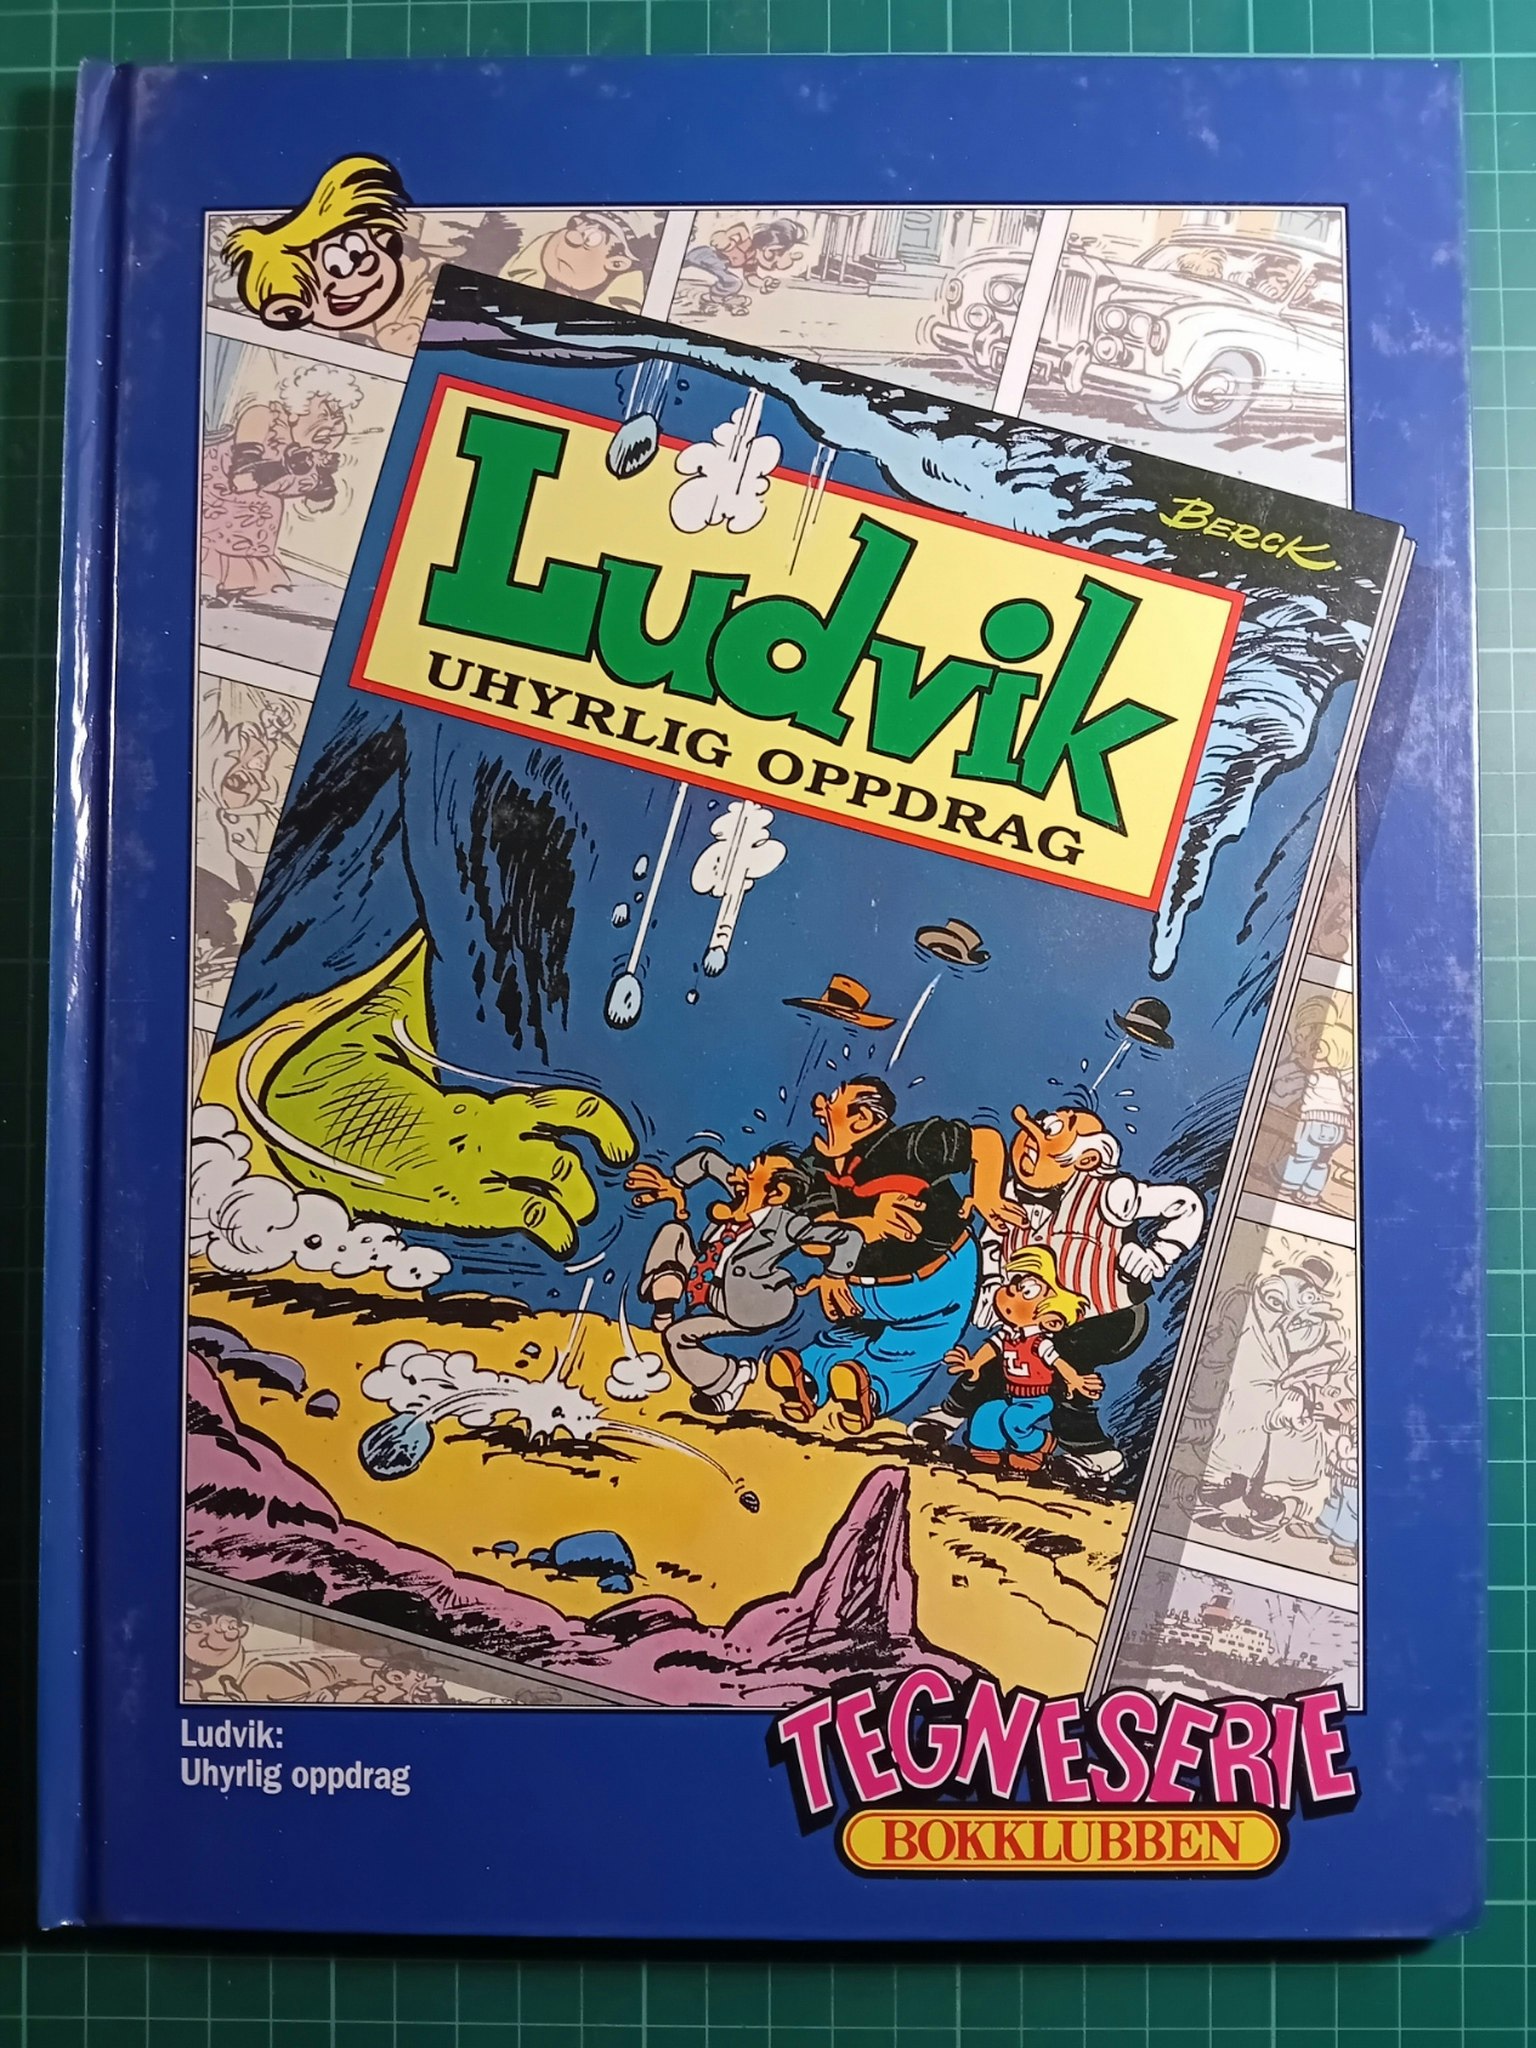 BERCK
Ludvik
UHYRLIG OPPDRAG
L
Ludvik:
Uhyrlig oppdrag
TEGNESERIE
BOKKLUBBEN